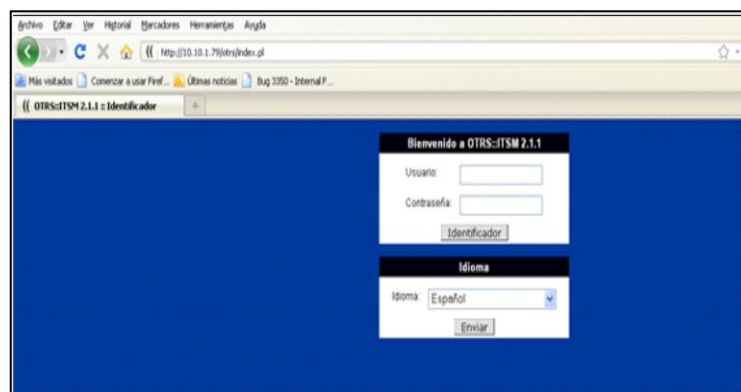 Archivo Editar Ver Historial Marcadores Herramientas Ayuda
http://10.10.1.79/otrs/index.pl
Más visitados Comenzar a usar Firef... Últimas noticias Bug 3350 - Internal F...
OTRS::ITSM 2.1.1 :: Identificador
Bienvenido a OTRS::ITSM 2.1.1
Usuario:
Contraseña:
Identificador
Idioma
Idioma: Español
Enviar